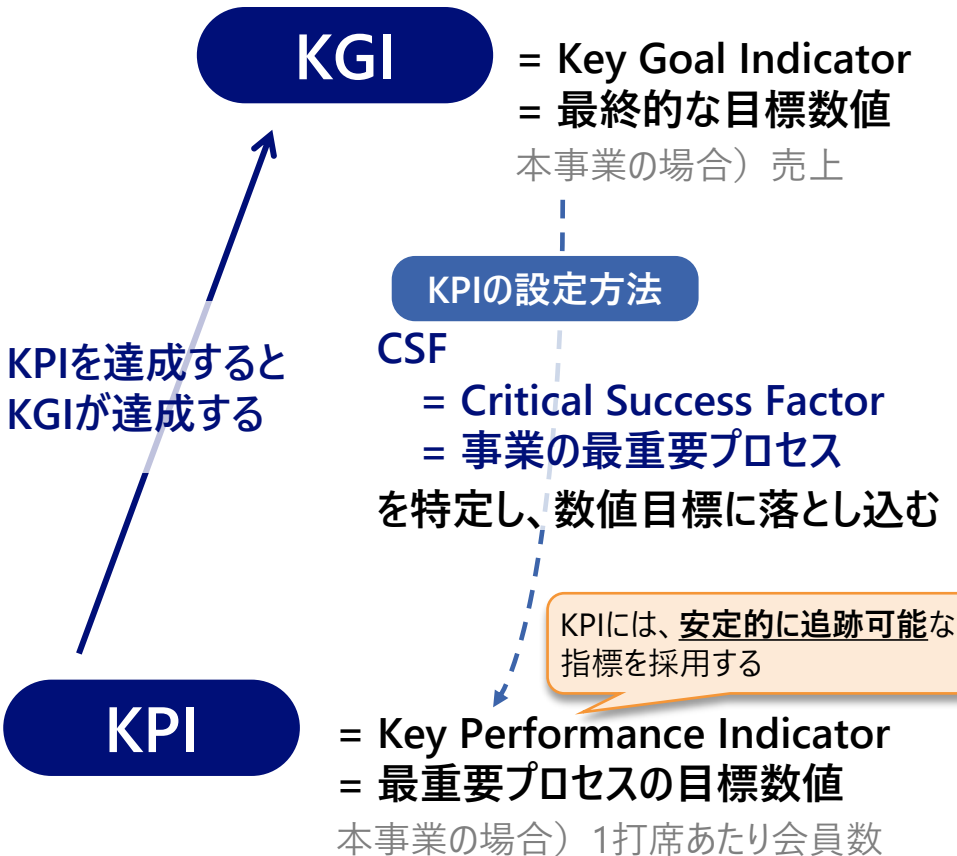 KGI
= Key Goal Indicator
= 最終的な目標数値
本事業の場合）売上
KPIの設定方法
KPIを達成すると
KGIが達成する
CSF
= Critical Success Factor
= 事業の最重要プロセス
を特定し、数値目標に落とし込む
KPIには、安定的に追跡可能な
指標を採用する
KPI
= Key Performance Indicator
= 最重要プロセスの目標数値
本事業の場合）1打席あたり会員数